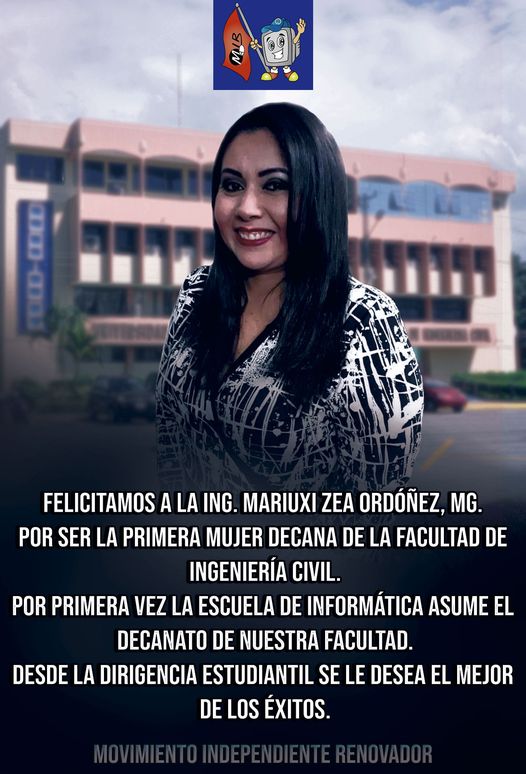 MVB
FELICITAMOS A LA ING. MARIUXI ZEA ORDÓÑEZ, MG.
POR SER LA PRIMERA MUJER DECANA DE LA FACULTAD DE
INGENIERÍA CIVIL.
POR PRIMERA VEZ LA ESCUELA DE INFORMÁTICA ASUME EL
DECANATO DE NUESTRA FACULTAD.
DESDE LA DIRIGENCIA ESTUDIANTIL SE LE DESEA EL MEJOR
DE LOS ÉXITOS.
MOVIMIENTO INDEPENDIENTE RENOVADOR